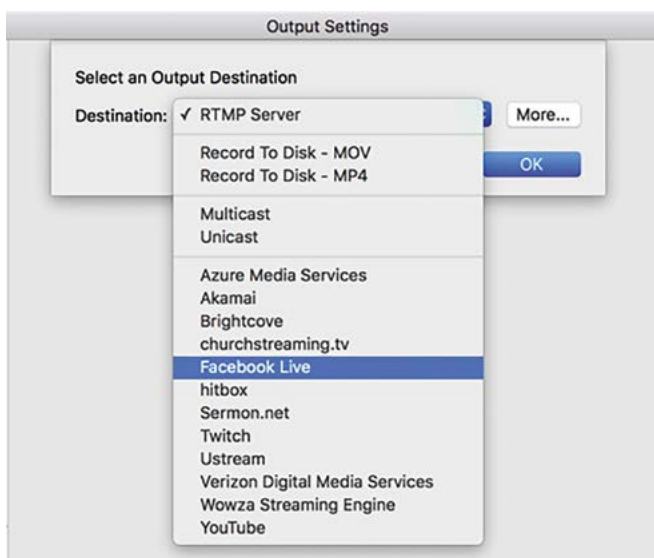 Output Settings
Select an Output Destination
Destination: ✓ RTMP Server More...
Record To Disk - MOV
Record To Disk - MP4
OK
Multicast
Unicast
Azure Media Services
Akamai
Brightcove
churchstreaming.tv
Facebook Live
hitbox
Sermon.net
Twitch
Ustream
Verizon Digital Media Services
Wowza Streaming Engine
YouTube